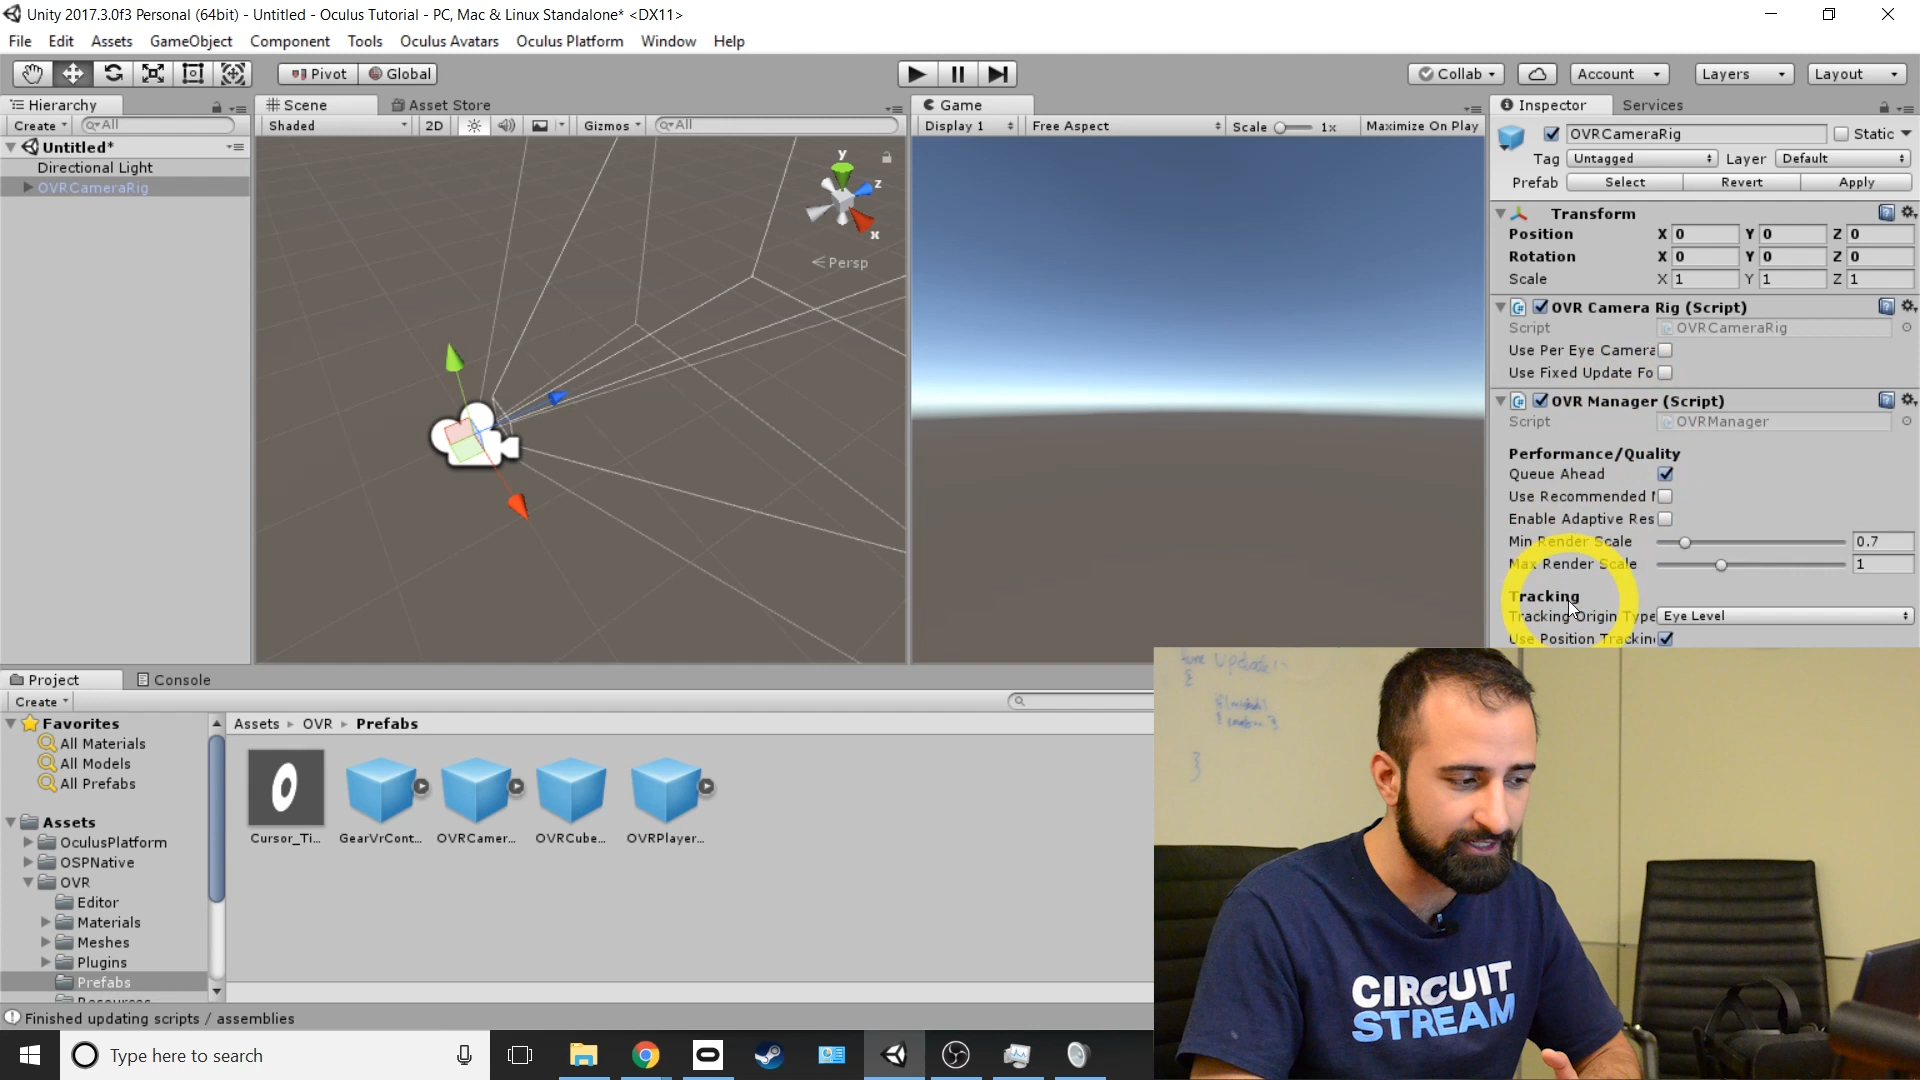 Unity 2017.3.0f3 Personal (64bit) - Untitled - Oculus Tutorial - PC, Mac & Linux Standalone* <DX11>
File Edit Assets GameObject Component Tools Oculus Avatars Oculus Platform Window Help
Pivot Global Collab Account Layers Layout
Hierarchy
Create All
Untitled*
Directional Light
OVRCameraRig
Scene Asset Store
Shaded 2D Gizmos All
y
z
x
Persp
Game
Display 1 Free Aspect Scale 1x Maximize On Play
Inspector Services
OVRCameraRig Static
Tag Untagged Layer Default
Prefab Select Revert Apply
Transform
Position X 0 Y 0 Z 0
Rotation X 0 Y 0 Z 0
Scale X 1 Y 1 Z 1
OVR Camera Rig (Script)
Script OVRCameraRig
Use Per Eye Camera
Use Fixed Update Fo
OVR Manager (Script)
Script OVRManager
Performance/Quality
Queue Ahead
Use Recommended
Enable Adaptive Res
Min Render Scale 0.7
Max Render Scale 1
Tracking
Tracking Origin Type Eye Level
Use Position Trackin
Project Console
Create
Favorites
All Materials
All Models
All Prefabs
Assets
OculusPlatform
OSPNative
OVR
Editor
Materials
Meshes
Plugins
Prefabs
Resources
Assets OVR Prefabs
Cursor_Ti... GearVrCont... OVRCamer... OVRCube... OVRPlayer...
Finished updating scripts / assemblies
Type here to search
CIRCUIT
STREAM